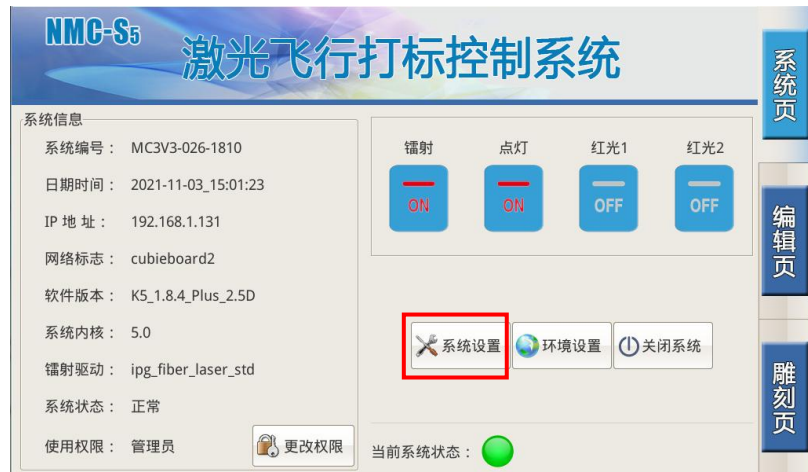 NMC-S5
激光飞行打标控制系统
系统页
编辑页
雕刻页
系统信息
系统编号： MC3V3-026-1810
日期时间： 2021-11-03_15:01:23
IP 地 址： 192.168.1.131
网络标志： cubieboard2
软件版本： K5_1.8.4_Plus_2.5D
系统内核： 5.0
镭射驱动： ipg_fiber_laser_std
系统状态： 正常
使用权限： 管理员
更改权限
镭射 点灯 红光1 红光2
ON ON OFF OFF
系统设置 环境设置 关闭系统
当前系统状态：